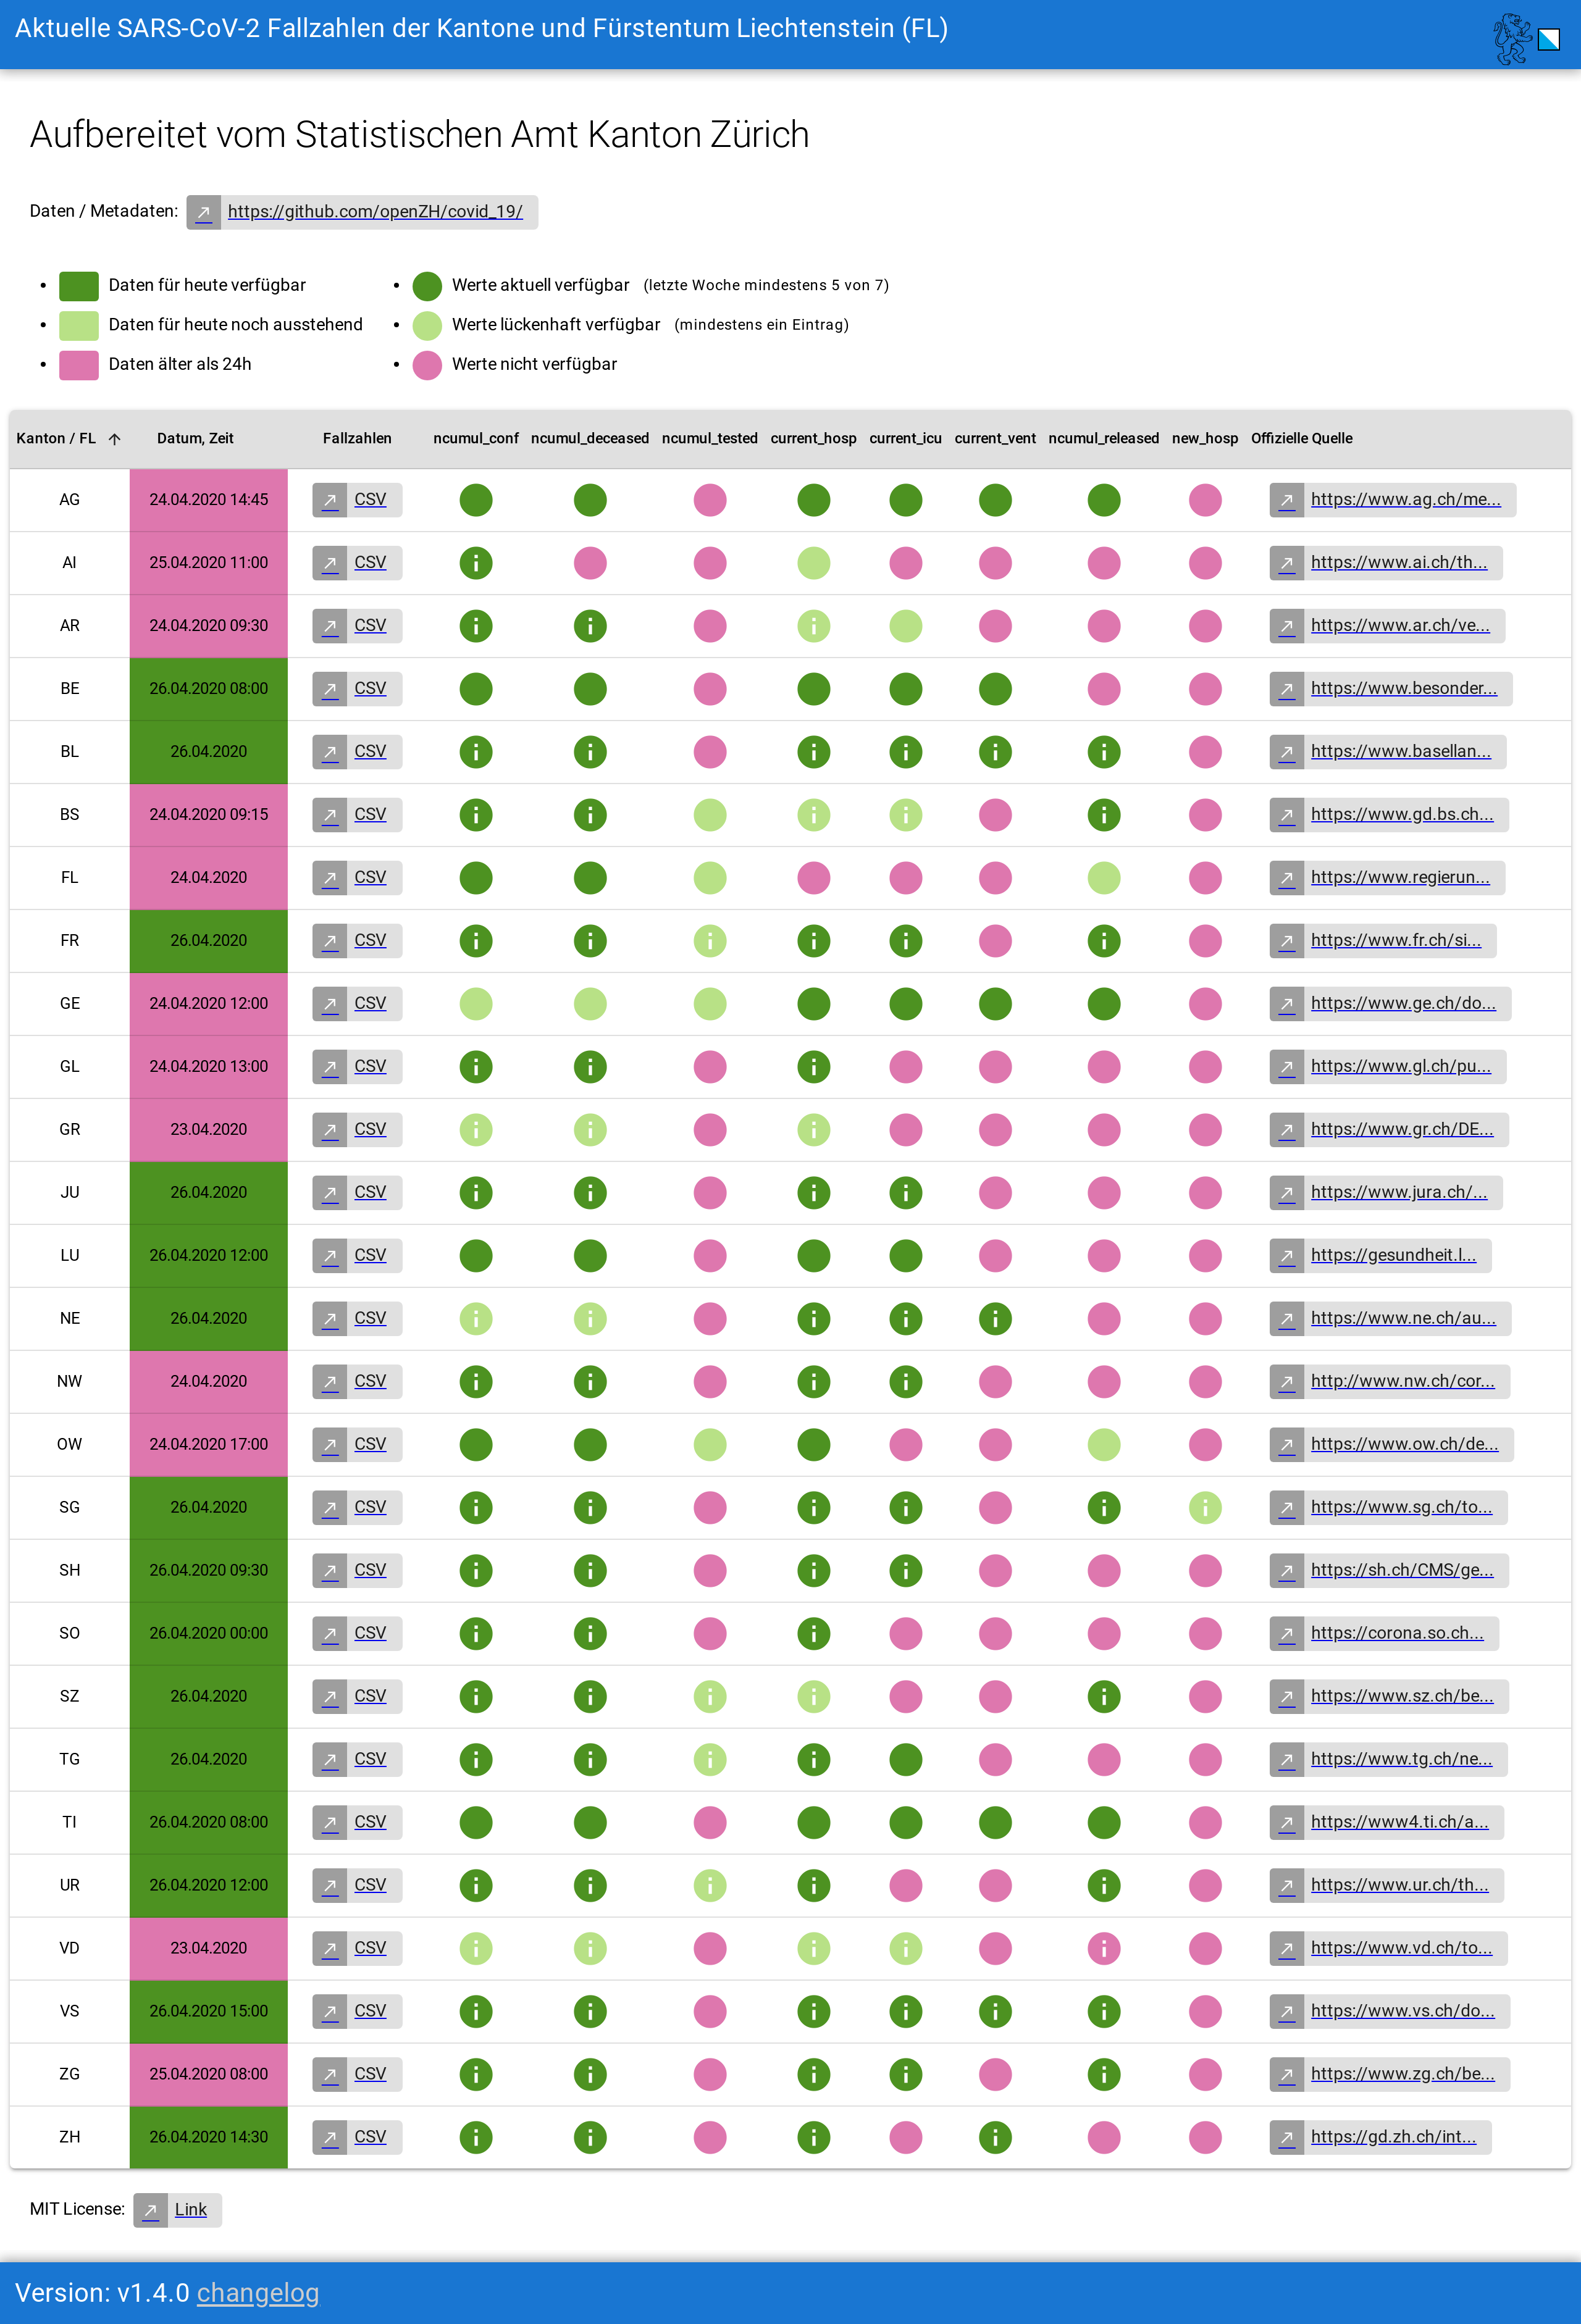 Aktuelle SARS-CoV-2 Fallzahlen der Kantone und Fürstentum Liechtenstein (FL)
Aufbereitet vom Statistischen Amt Kanton Zürich
Daten / Metadaten: https://github.com/openZH/covid_19/
Daten für heute verfügbar
Daten für heute noch ausstehend
Daten älter als 24h
Werte aktuell verfügbar (letzte Woche mindestens 5 von 7)
Werte lückenhaft verfügbar (mindestens ein Eintrag)
Werte nicht verfügbar
Kanton / FL Datum, Zeit Fallzahlen ncumul_conf ncumul_deceased ncumul_tested current_hosp current_icu current_vent ncumul_released new_hosp Offizielle Quelle
AG 24.04.2020 14:45 CSV https://www.ag.ch/me...
AI 25.04.2020 11:00 CSV https://www.ai.ch/th...
AR 24.04.2020 09:30 CSV https://www.ar.ch/ve...
BE 26.04.2020 08:00 CSV https://www.besonder...
BL 26.04.2020 CSV https://www.basellan...
BS 24.04.2020 09:15 CSV https://www.gd.bs.ch...
FL 24.04.2020 CSV https://www.regierun...
FR 26.04.2020 CSV https://www.fr.ch/si...
GE 24.04.2020 12:00 CSV https://www.ge.ch/do...
GL 24.04.2020 13:00 CSV https://www.gl.ch/pu...
GR 23.04.2020 CSV https://www.gr.ch/DE...
JU 26.04.2020 CSV https://www.jura.ch/...
LU 26.04.2020 12:00 CSV https://gesundheit.l...
NE 26.04.2020 CSV https://www.ne.ch/au...
NW 24.04.2020 CSV http://www.nw.ch/cor...
OW 24.04.2020 17:00 CSV https://www.ow.ch/de...
SG 26.04.2020 CSV https://www.sg.ch/to...
SH 26.04.2020 09:30 CSV https://sh.ch/CMS/ge...
SO 26.04.2020 00:00 CSV https://corona.so.ch...
SZ 26.04.2020 CSV https://www.sz.ch/be...
TG 26.04.2020 CSV https://www.tg.ch/ne...
TI 26.04.2020 08:00 CSV https://www4.ti.ch/a...
UR 26.04.2020 12:00 CSV https://www.ur.ch/th...
VD 23.04.2020 CSV https://www.vd.ch/to...
VS 26.04.2020 15:00 CSV https://www.vs.ch/do...
ZG 25.04.2020 08:00 CSV https://www.zg.ch/be...
ZH 26.04.2020 14:30 CSV https://gd.zh.ch/int...
MIT License: Link
Version: v1.4.0 changelog